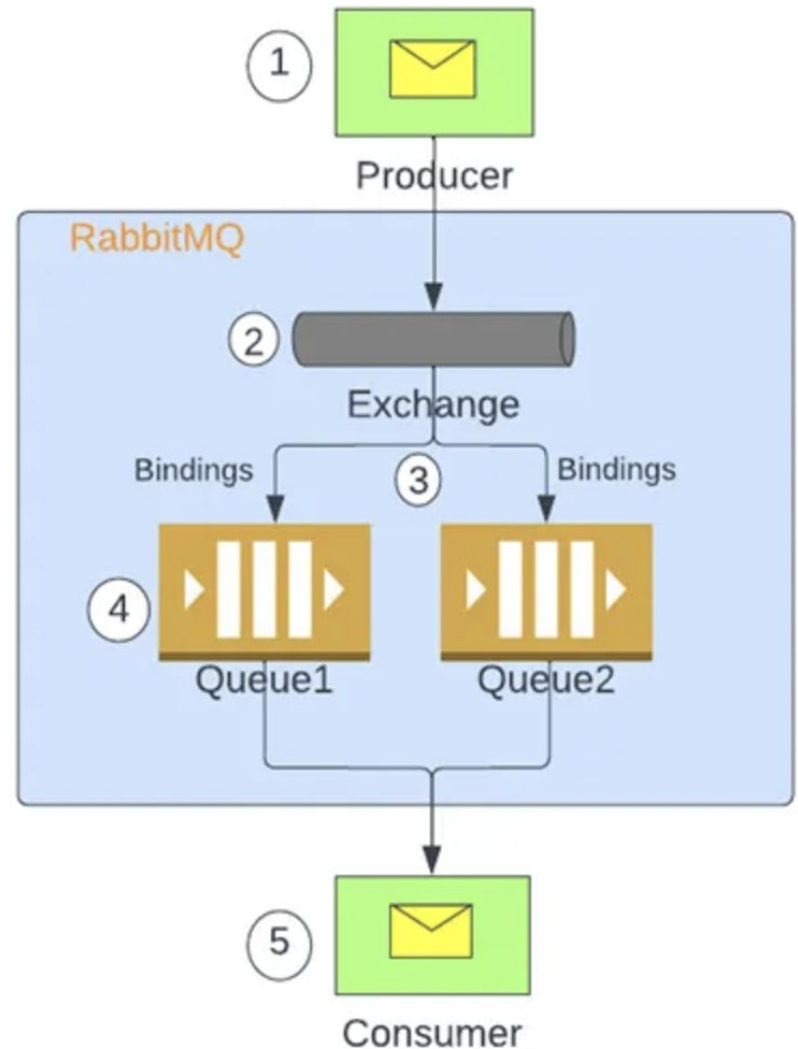 1
Producer
RabbitMQ
2
Exchange
Bindings
3
Bindings
4
Queue1
Queue2
5
Consumer